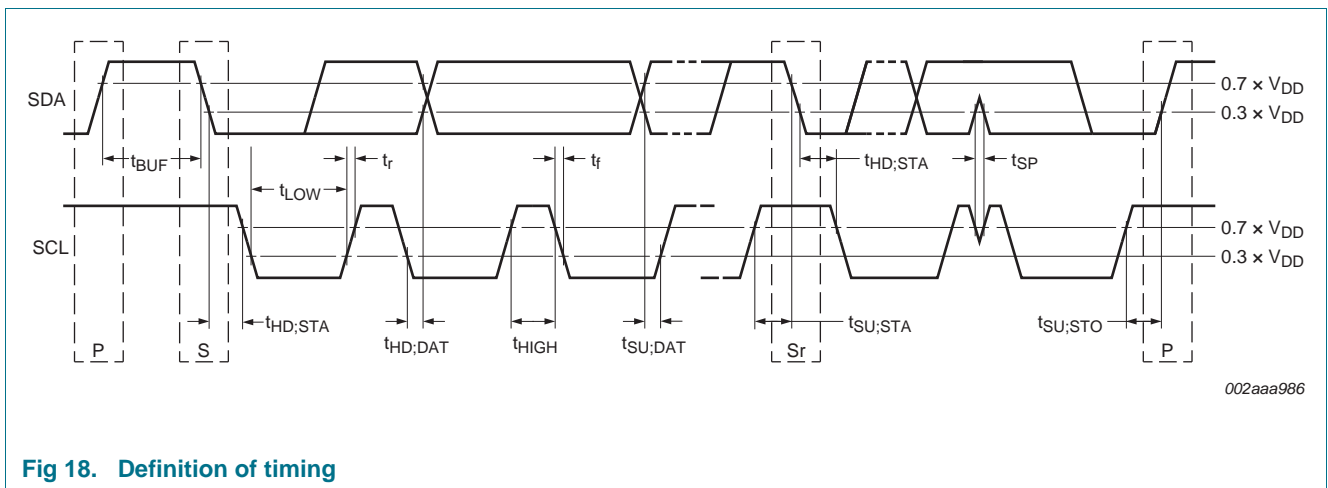 SDA
0.7 × VDD
0.3 × VDD
tBUF
tLOW
tr
tf
tHD;STA
tSP
SCL
0.7 × VDD
0.3 × VDD
tHD;STA
tHD;DAT
tHIGH
tSU;DAT
tSU;STA
tSU;STO
P
S
Sr
P
002aaa986
Fig 18. Definition of timing